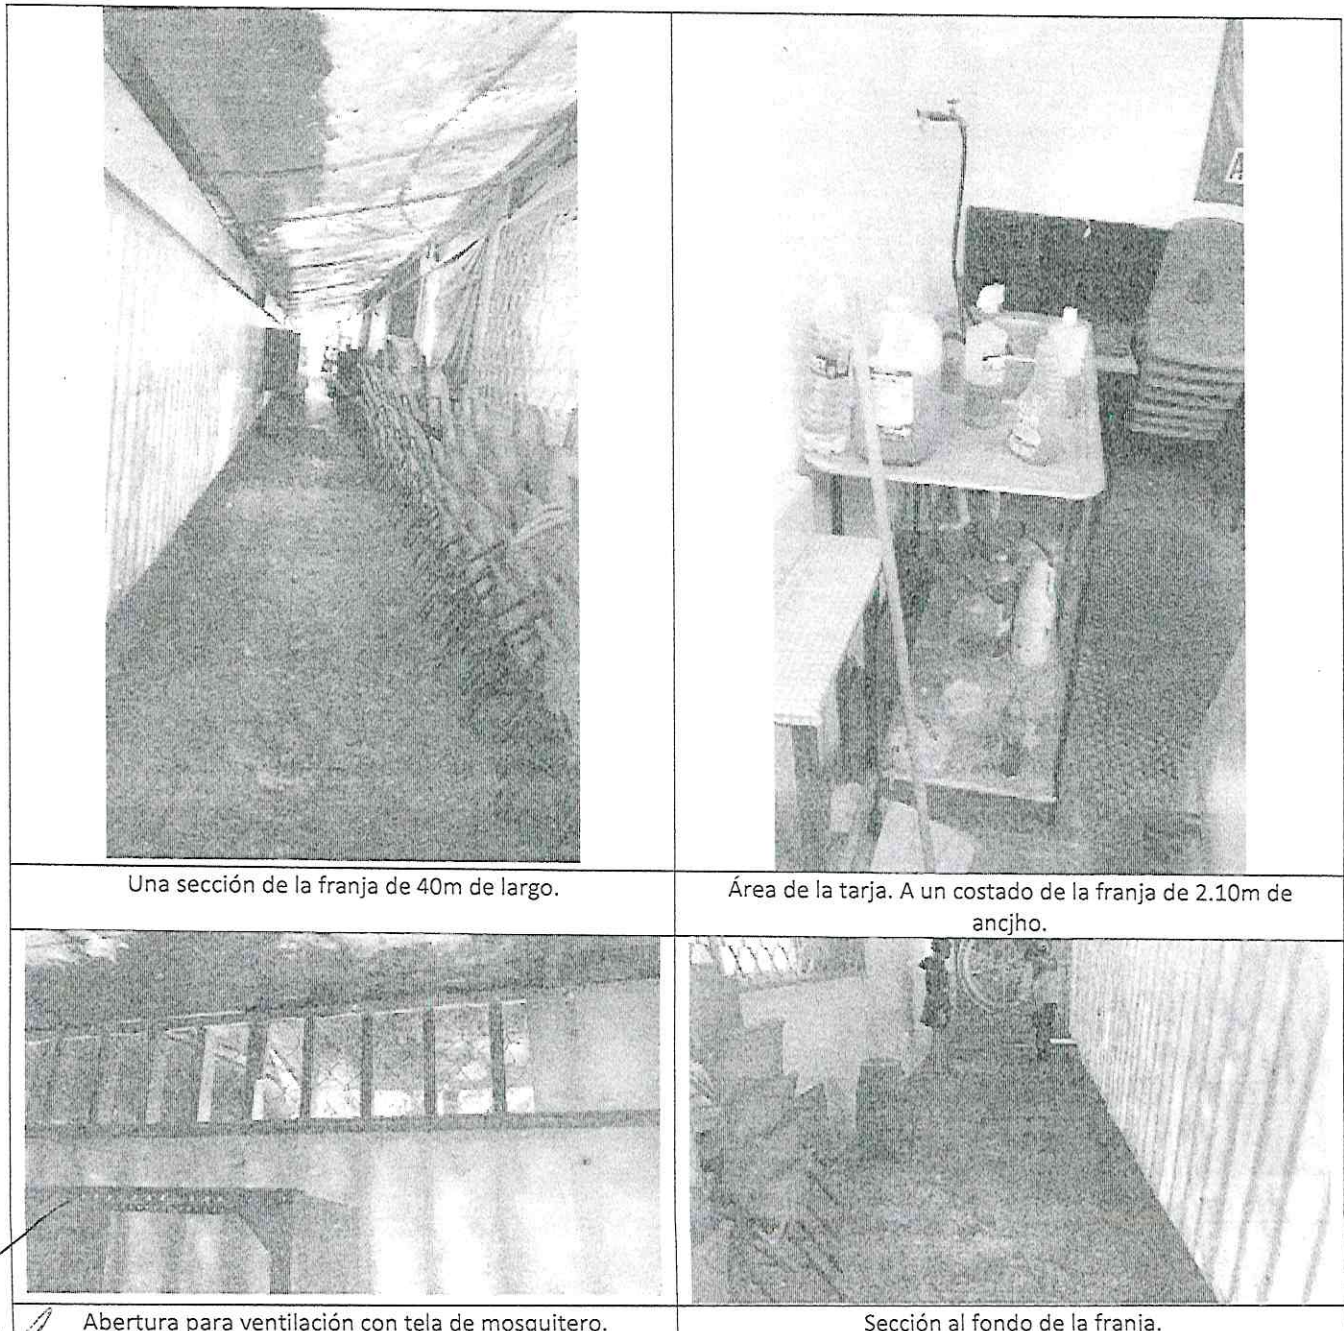 Una sección de la franja de 40m de largo.
Área de la tarja. A un costado de la franja de 2.10m de
ancjho.
Abertura para ventilación con tela de mosquitero.
Sección al fondo de la franja.